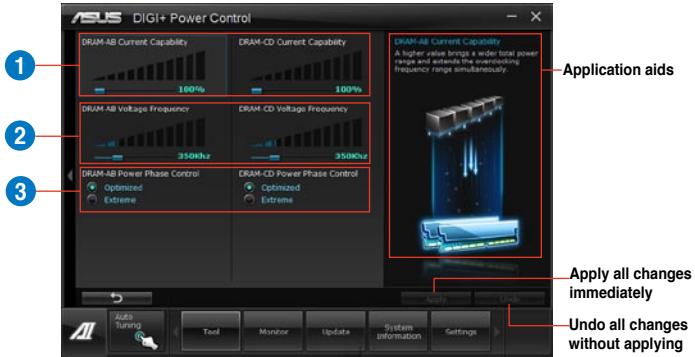 ASUS DIGI+ Power Control
DRAM-AB Current Capability
100%
DRAM-CD Current Capability
100%
DRAM-AB Current Capability
A higher value brings a wider total power
range and extends the overclocking
frequency range simultaneously.
Application aids
1
DRAM-AB Voltage Frequency
350Khz
DRAM-CD Voltage Frequency
350Khz
2
DRAM-AB Power Phase Control
Optimized
Extreme
DRAM-CD Power Phase Control
Optimized
Extreme
3
Apply
Undo
Apply all changes
immediately
Undo all changes
without applying
AI
Auto
Tuning
Tool
Monitor
Update
System
Information
Settings